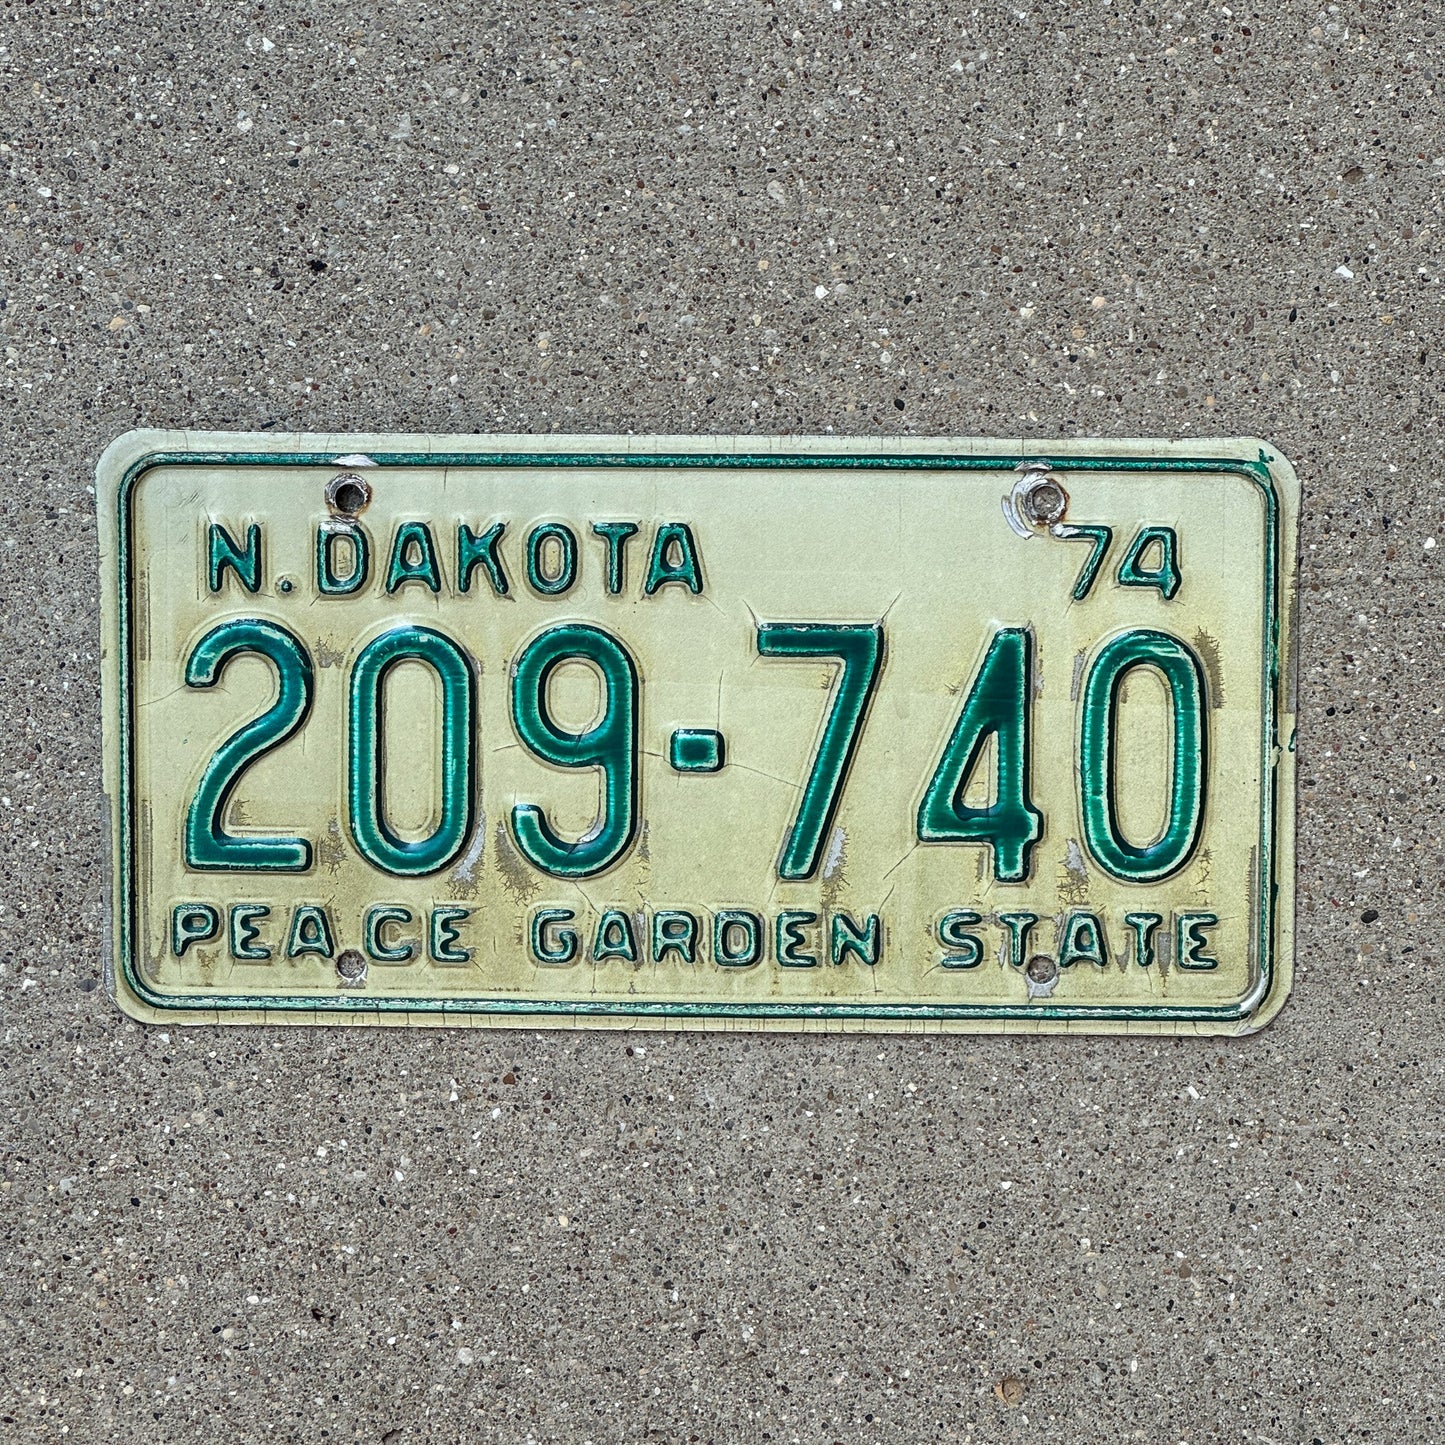 N. DAKOTA 74
209-740
PEACE GARDEN STATE